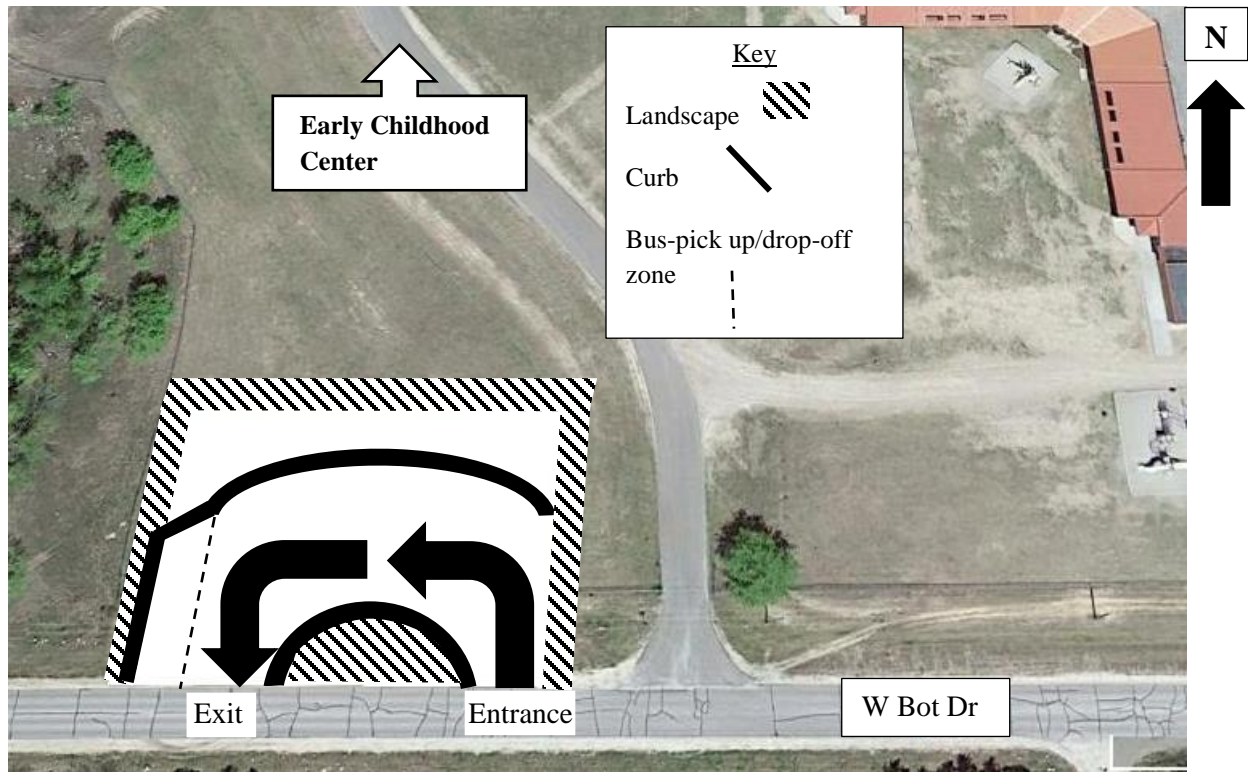 N
Key
Early Childhood
Center
Landscape
Curb
Bus-pick up/drop-off
zone
Exit
Entrance
W Bot Dr